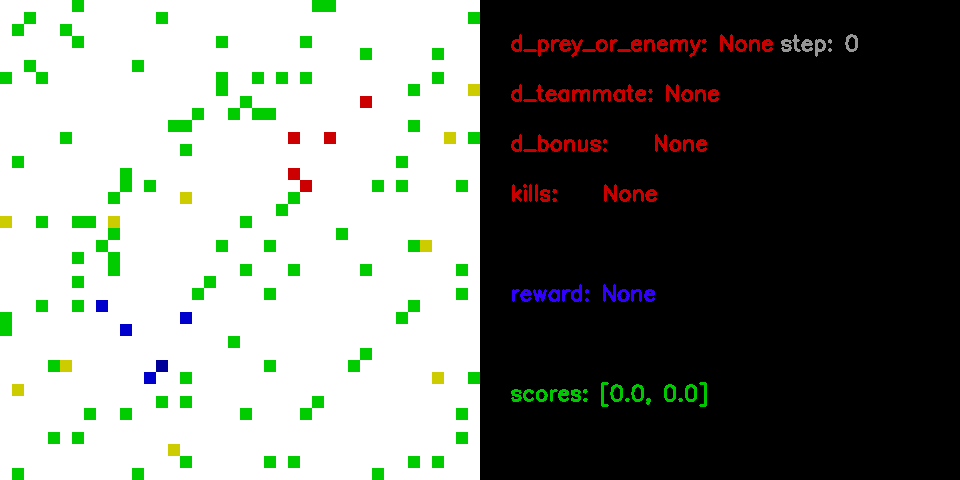 d_prey_or_enemy: None step: 0
d_teammate: None
d_bonus: None
kills: None
reward: None
scores: [0.0, 0.0]